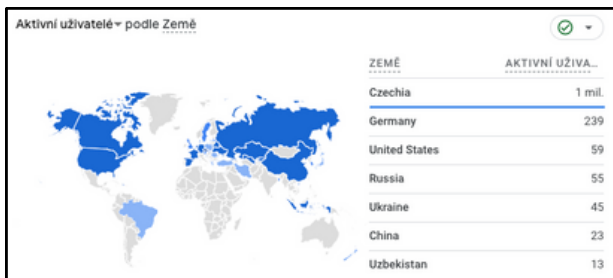 Aktivní uživatelé podle Země
ZEMĚ AKTIVNÍ UŽIVA…
Czechia 1 mil.
Germany 239
United States 59
Russia 55
Ukraine 45
China 23
Uzbekistan 13